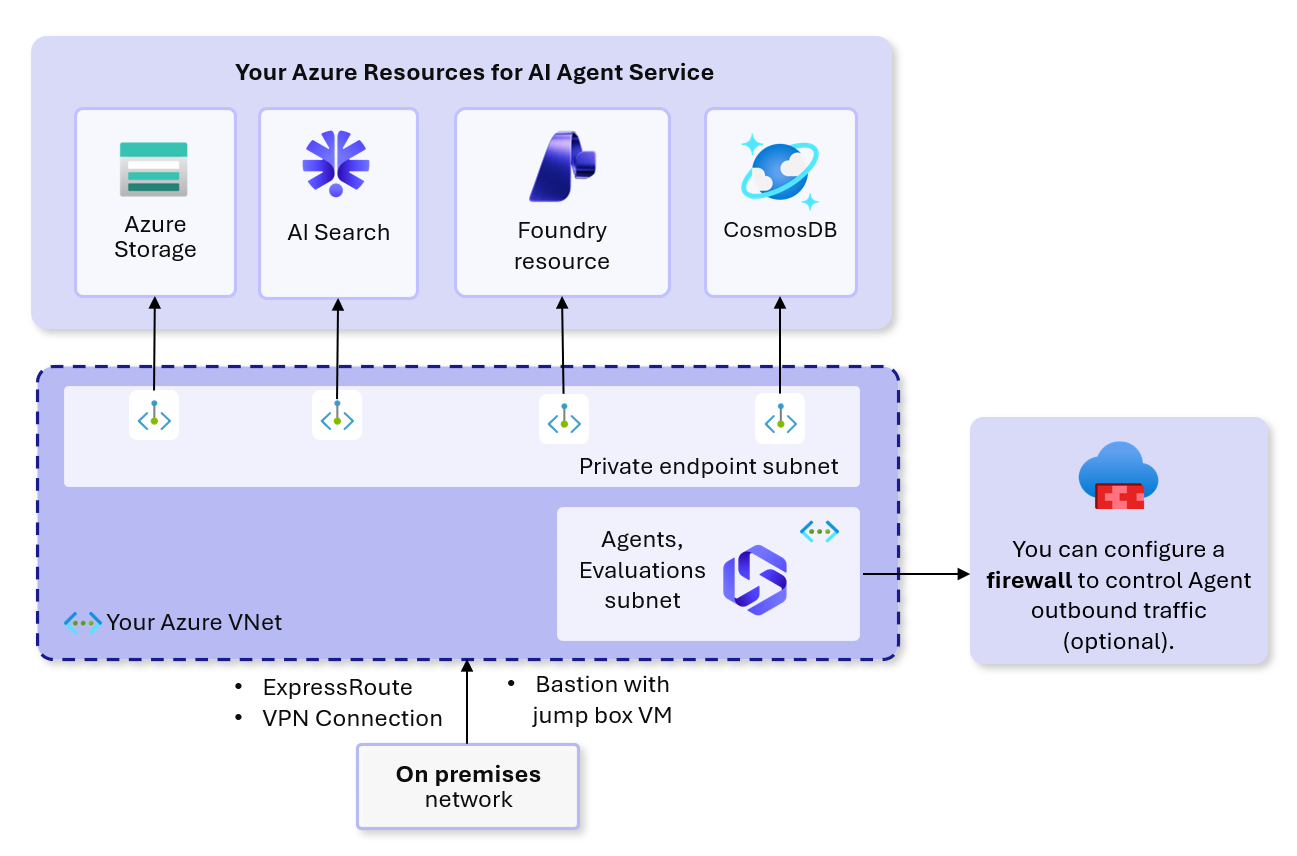 Your Azure Resources for AI Agent Service
Azure
Storage
AI Search
Foundry
resource
CosmosDB
Private endpoint subnet
Agents,
Evaluations
subnet
Your Azure VNet
You can configure a
firewall to control Agent
outbound traffic
(optional).
• ExpressRoute
• VPN Connection
• Bastion with
jump box VM
On premises
network